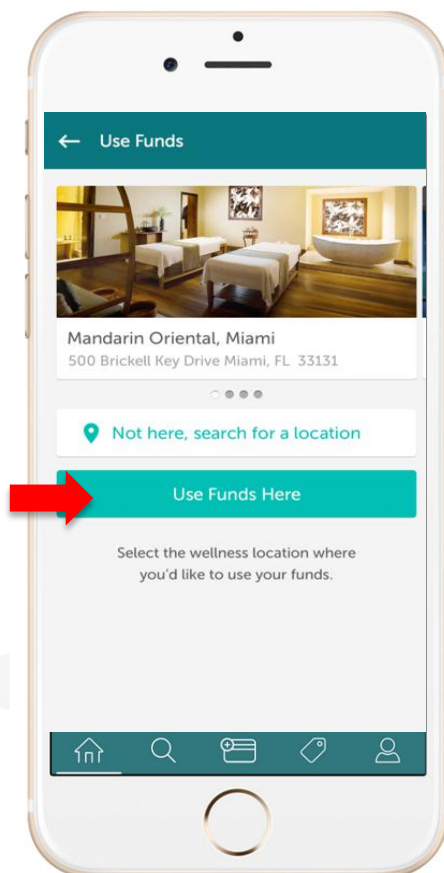 Use Funds
Mandarin Oriental, Miami
500 Brickell Key Drive Miami, FL 33131
Not here, search for a location
Use Funds Here
Select the wellness location where
you'd like to use your funds.